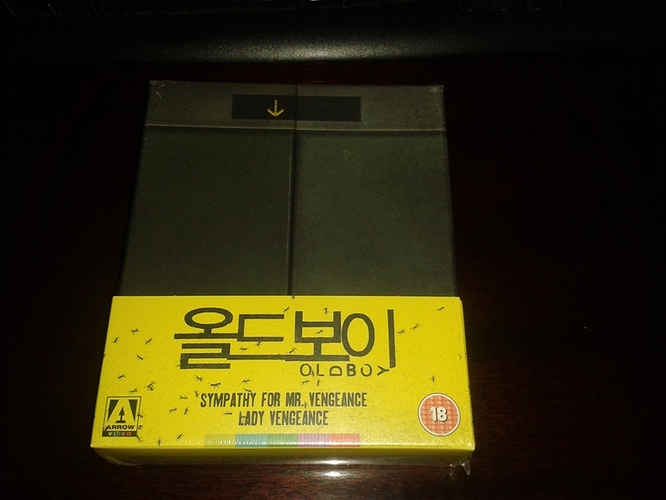 올드보이
OLDBOY
SYMPATHY FOR MR. VENGEANCE
LADY VENGEANCE
ARROW
VIDEO
18